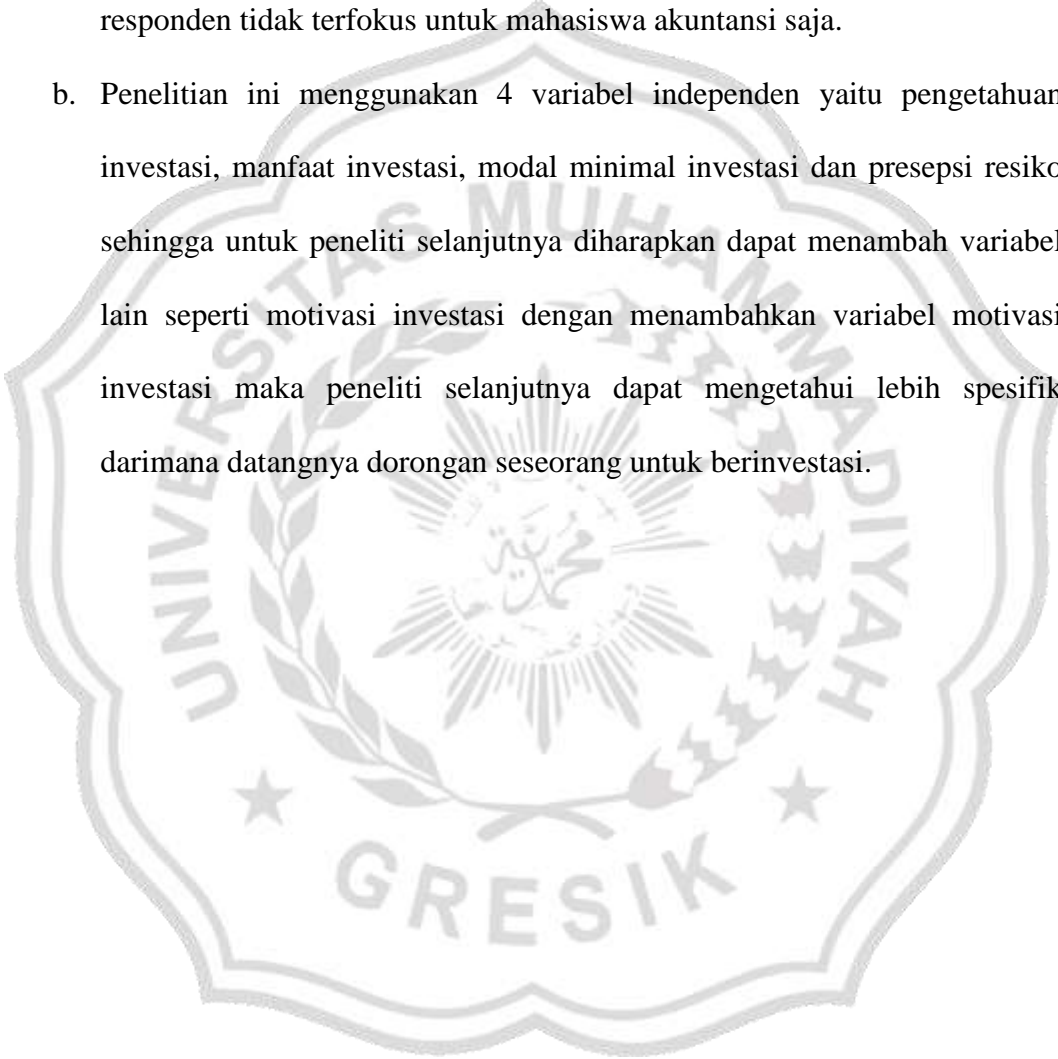 responden tidak terfokus untuk mahasiswa akuntansi saja.
b. Penelitian ini menggunakan 4 variabel independen yaitu pengetahuan
investasi, manfaat investasi, modal minimal investasi dan presepsi resiko
sehingga untuk peneliti selanjutnya diharapkan dapat menambah variabel
lain seperti motivasi investasi dengan menambahkan variabel motivasi
investasi maka peneliti selanjutnya dapat mengetahui lebih spesifik
darimana datangnya dorongan seseorang untuk berinvestasi.
UNIVERSITAS MUHAMMADIYAH
GRESIK